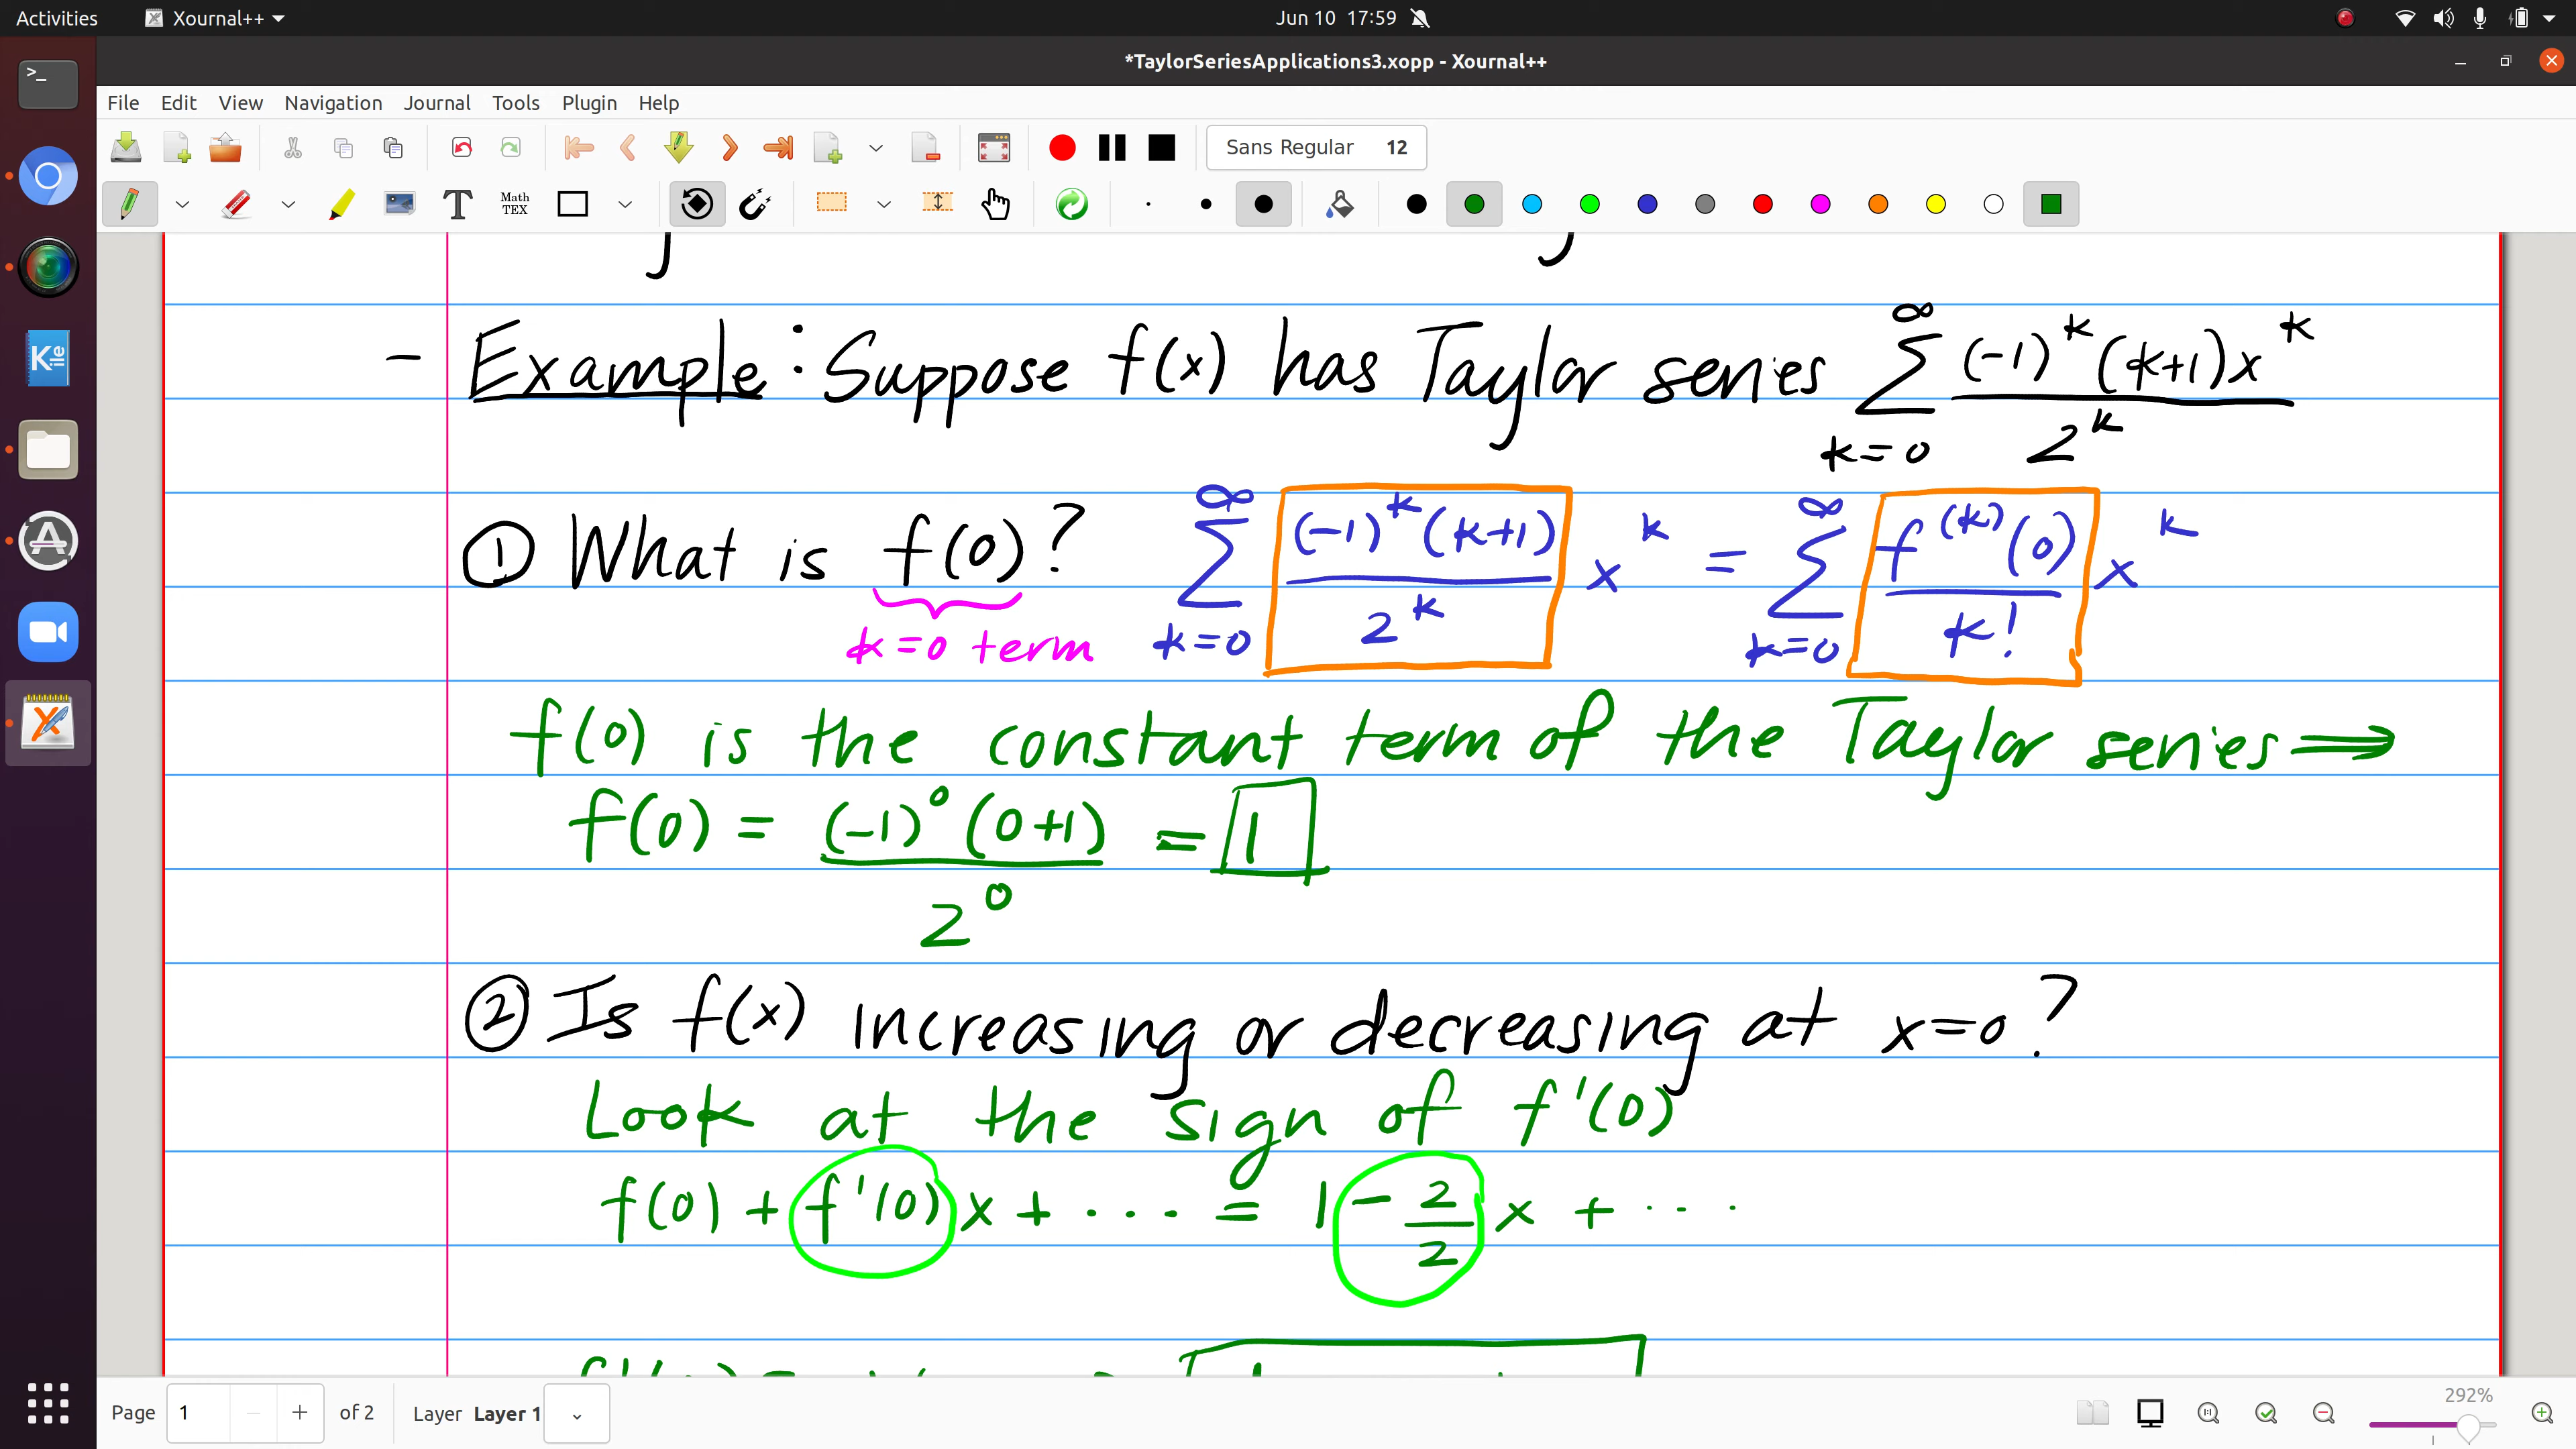 Activities Xournal++ Jun 10 17:59
*TaylorSeriesApplications3.xopp - Xournal++
File Edit View Navigation Journal Tools Plugin Help
Sans Regular 12
T Math TEX
- Example: Suppose f(x) has Taylor series ∑_{k=0}^{∞} (-1)^k (k+1) x^k / 2^k
① What is f(0)? ∑_{k=0}^{∞} (-1)^k (k+1) / 2^k x^k = ∑_{k=0}^{∞} f^(k)(0) / k! x^k
k=0 term
f(0) is the constant term of the Taylor series ⟹
f(0) = (-1)^0 (0+1) / 2^0 = 1
② Is f(x) increasing or decreasing at x=0?
Look at the sign of f'(0)
f(0) + f'(0)x + ... = 1 - 2/2 x + ...
Page 1 of 2 Layer Layer 1 292%